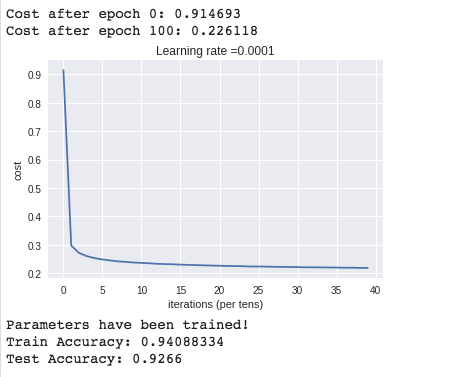 Cost after epoch 0: 0.914693
Cost after epoch 100: 0.226118
Learning rate =0.0001
0.9
0.8
0.7
0.6
0.5
0.4
0.3
0.2
cost
0 5 10 15 20 25 30 35 40
iterations (per tens)
Parameters have been trained!
Train Accuracy: 0.94088334
Test Accuracy: 0.9266